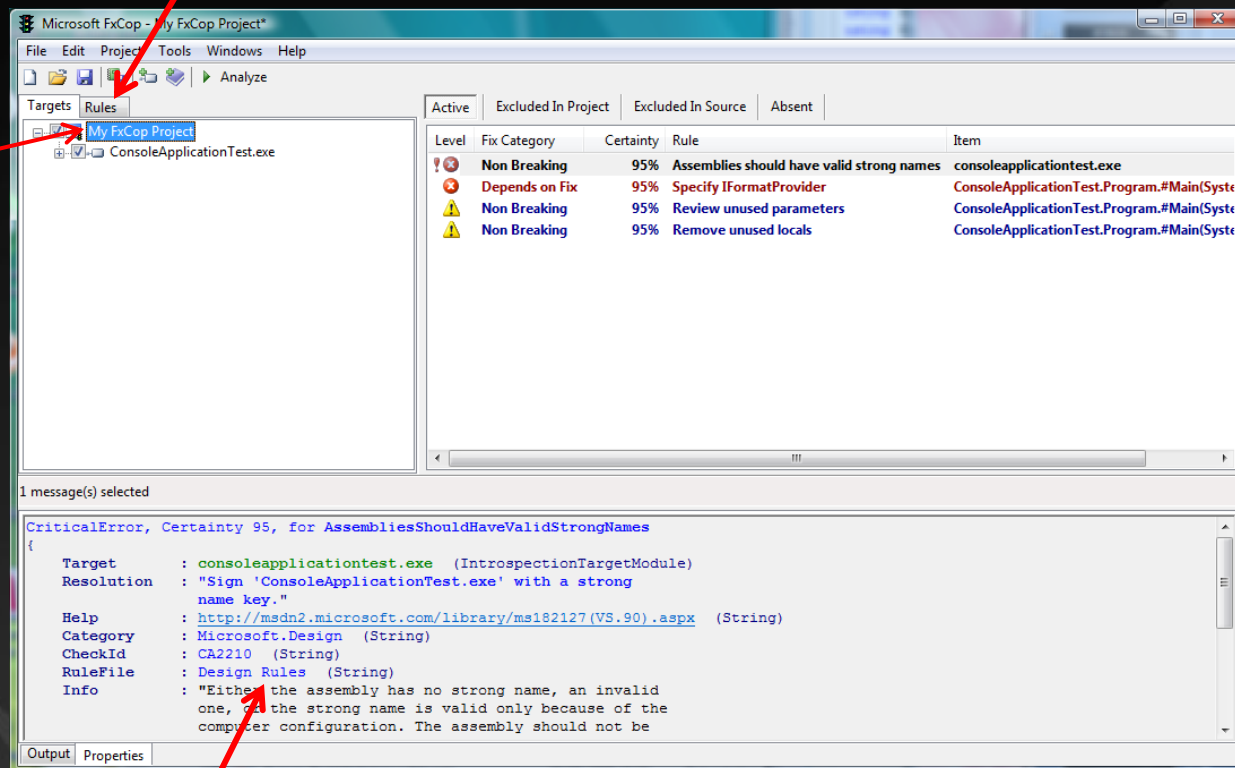 Microsoft FxCop - My FxCop Project*
File Edit Project Tools Windows Help
Analyze
Targets Rules
My FxCop Project
ConsoleApplicationTest.exe
Active Excluded In Project Excluded In Source Absent
Level Fix Category Certainty Rule Item
Non Breaking 95% Assemblies should have valid strong names consoleapplicationtest.exe
Depends on Fix 95% Specify IFormatProvider ConsoleApplicationTest.Program.#Main(Syste
Non Breaking 95% Review unused parameters ConsoleApplicationTest.Program.#Main(Syste
Non Breaking 95% Remove unused locals ConsoleApplicationTest.Program.#Main(Syste
1 message(s) selected
CriticalError, Certainty 95, for AssembliesShouldHaveValidStrongNames
{
Target : consoleapplicationtest.exe (IntrospectionTargetModule)
Resolution : "Sign 'ConsoleApplicationTest.exe' with a strong
name key."
Help : http://msdn2.microsoft.com/library/ms182127(VS.90).aspx (String)
Category : Microsoft.Design (String)
CheckId : CA2210 (String)
RuleFile : Design Rules (String)
Info : "Either the assembly has no strong name, an invalid
one, or the strong name is valid only because of the
computer configuration. The assembly should not be
Output Properties